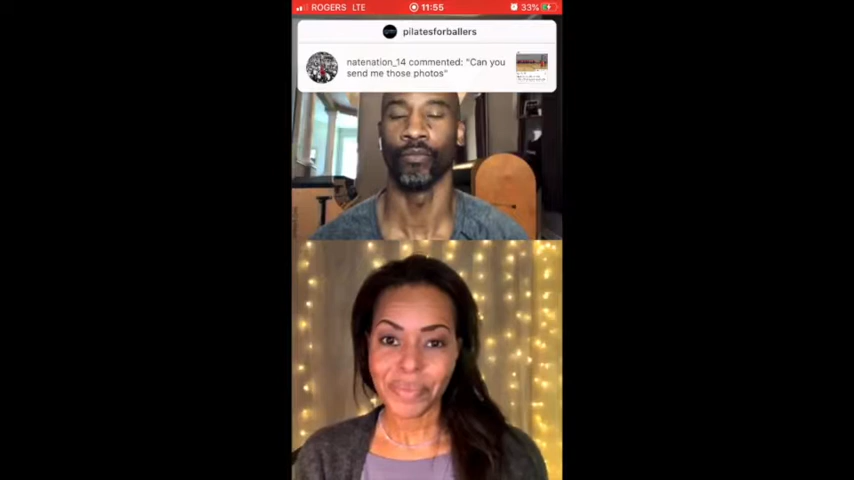 ROGERS LTE
11:55
33%
pilatesforballers
natenation_14 commented: "Can you
send me those photos"